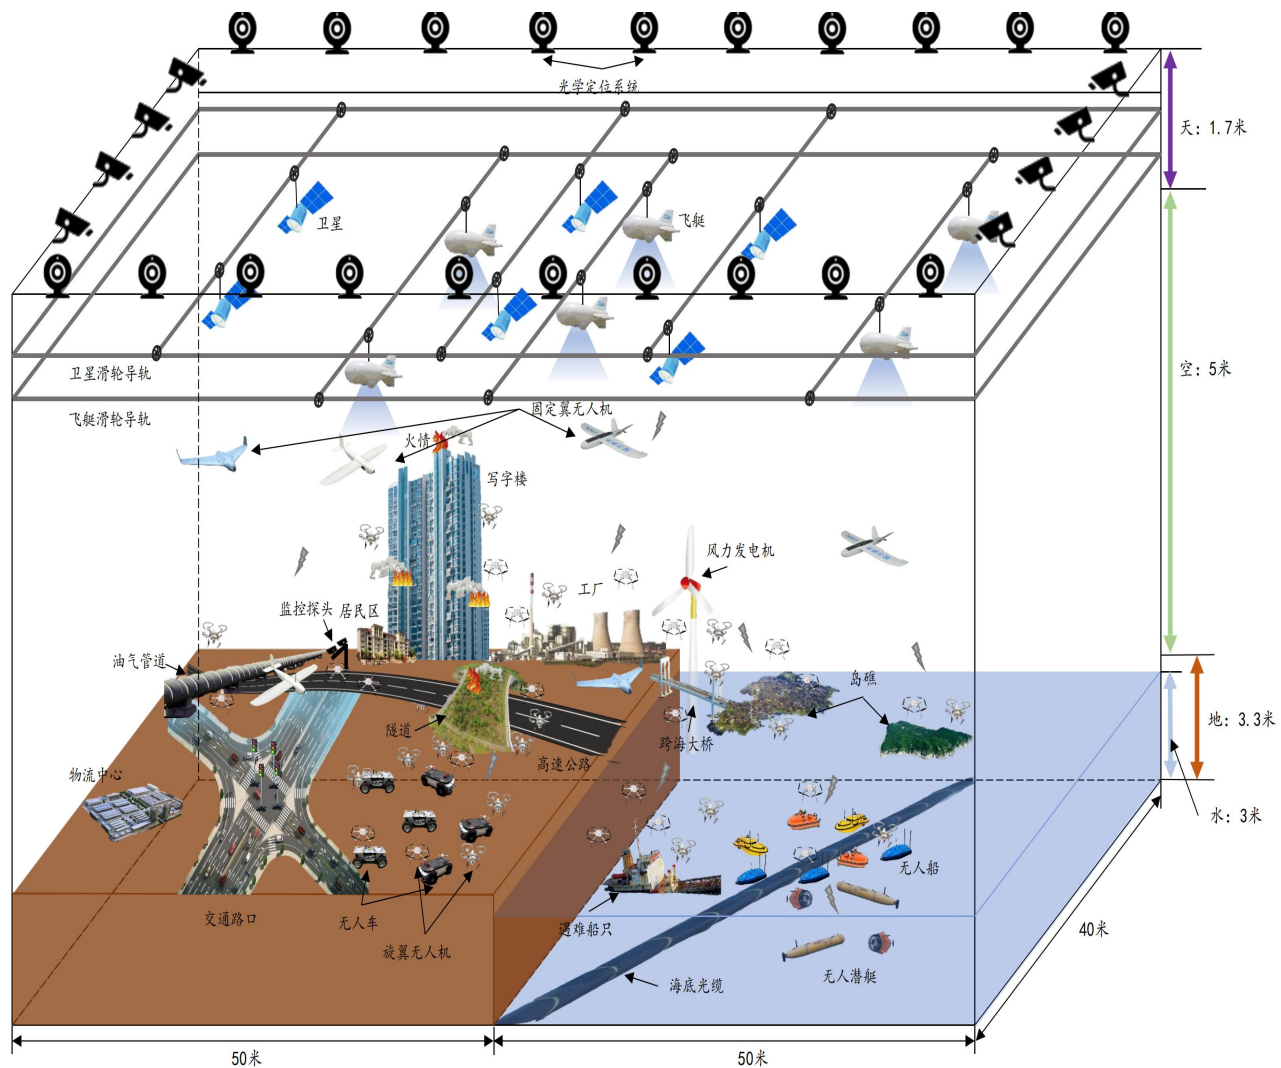 光学定位系统
天：1.7米
卫星
飞艇
空：5米
卫星滑轮导轨
飞艇滑轮导轨
固定翼无人机
火情
写字楼
风力发电机
工厂
监控探头
居民区
油气管道
岛礁
地：3.3米
隧道
跨海大桥
高速公路
物流中心
水：3米
无人船
交通路口
无人车
遇难船只
40米
旋翼无人机
无人潜艇
海底光缆
50米
50米